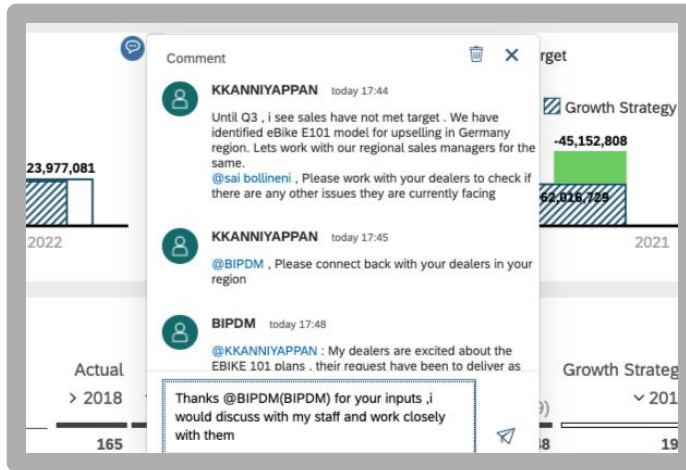 Comment
rget
KKANNIYAPPAN today 17:44
Until Q3 , i see sales have not met target . We have
identified eBike E101 model for upselling in Germany
region. Lets work with our regional sales managers for the
same.
@sai bollineni , Please work with your dealers to check if
there are any other issues they are currently facing
Growth Strategy
-45,152,808
23,977,081
62,016,729
2022
2021
KKANNIYAPPAN today 17:45
@BIPDM , Please connect back with your dealers in your
region
BIPDM today 17:48
@KKANNIYAPPAN : My dealers are excited about the
EBIKE 101 plans , their request have been to deliver as
Actual
Growth Strateg
> 2018
201
Thanks @BIPDM(BIPDM) for your inputs ,i
would discuss with my staff and work closely
with them
9)
165
48
19